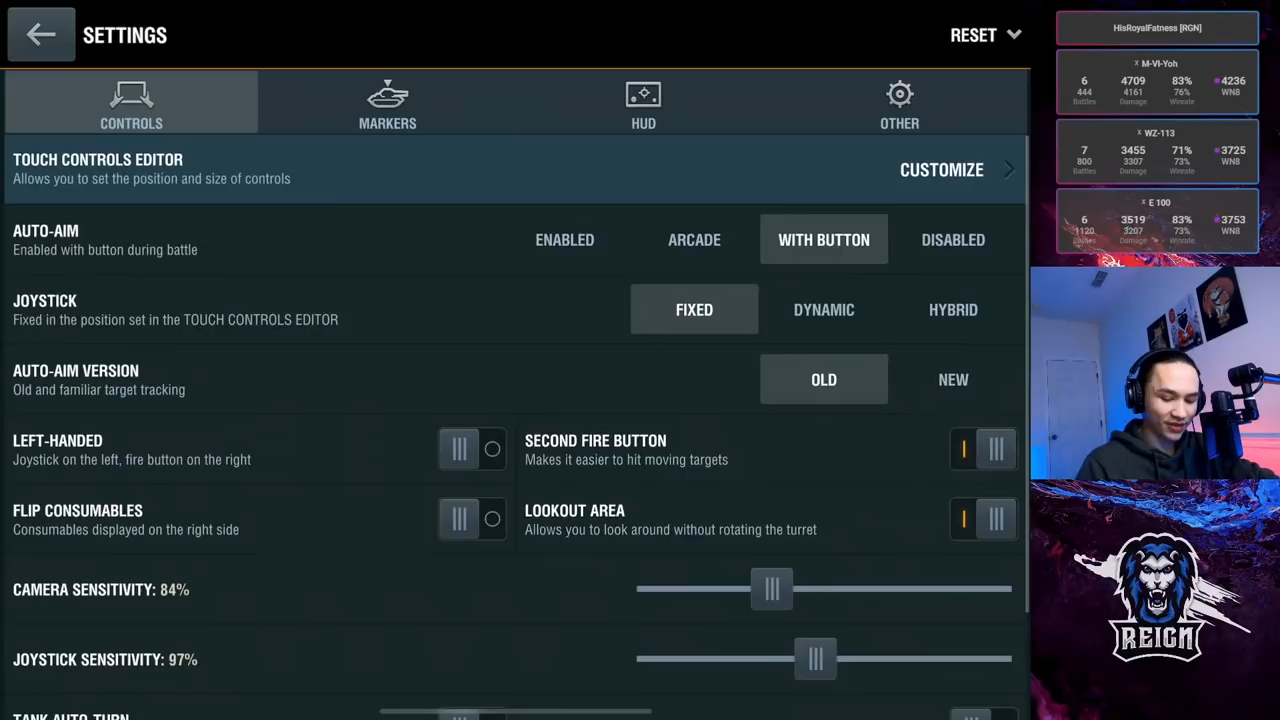 SETTINGS
RESET
CONTROLS
MARKERS
HUD
OTHER
TOUCH CONTROLS EDITOR
Allows you to set the position and size of controls
CUSTOMIZE
AUTO-AIM
Enabled with button during battle
ENABLED
ARCADE
WITH BUTTON
DISABLED
JOYSTICK
Fixed in the position set in the TOUCH CONTROLS EDITOR
FIXED
DYNAMIC
HYBRID
AUTO-AIM VERSION
Old and familiar target tracking
OLD
NEW
LEFT-HANDED
Joystick on the left, fire button on the right
SECOND FIRE BUTTON
Makes it easier to hit moving targets
FLIP CONSUMABLES
Consumables displayed on the right side
LOOKOUT AREA
Allows you to look around without rotating the turret
CAMERA SENSITIVITY: 84%
JOYSTICK SENSITIVITY: 97%
TANK AUTO-TURN
HisRoyalFatness [RGN]
X M-VI-Yoh
6 4709 83% 4236
444 4161 76% WN8
Battles Damage Winrate
X WZ-113
7 3455 71% 3725
800 3307 73% WN8
Battles Damage Winrate
X E 100
6 3519 83% 3753
1120 3207 73% WN8
Battles Damage Winrate
REIGN